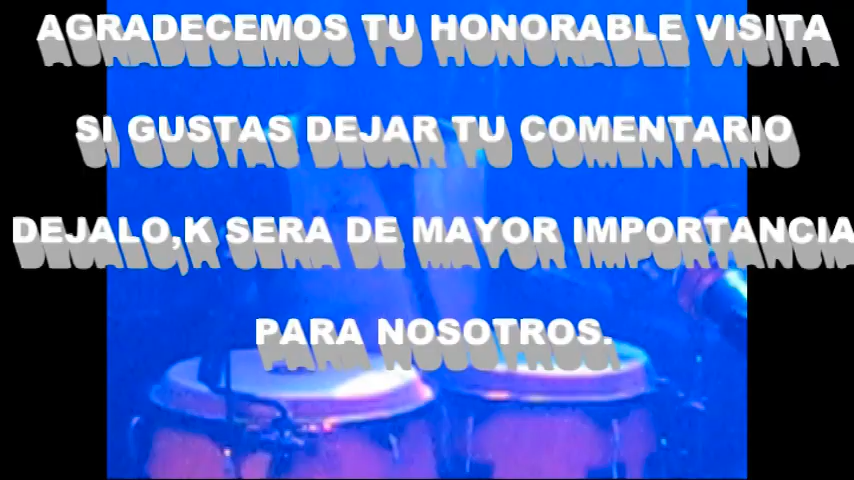 AGRADECEMOS TU HONORABLE VISITA
SI GUSTAS DEJAR TU COMENTARIO
DEJALO,K SERA DE MAYOR IMPORTANCIA
PARA NOSOTROS.